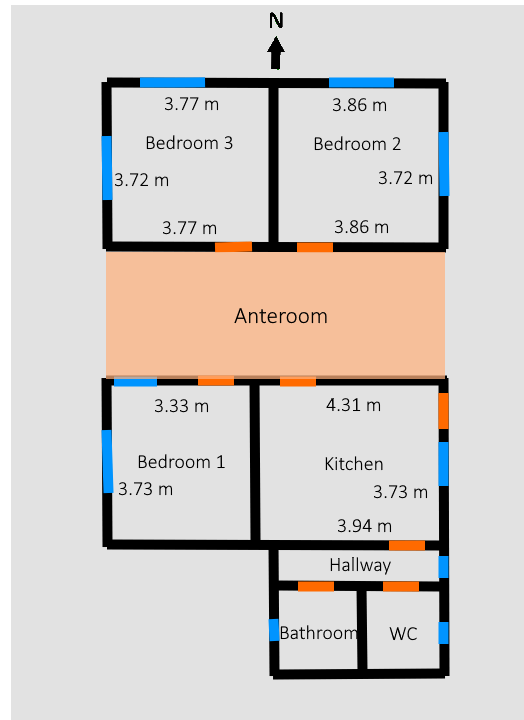 N
3.77 m
3.86 m
Bedroom 3
Bedroom 2
3.72 m
3.72 m
3.77 m
3.86 m
Anteroom
3.33 m
4.31 m
Bedroom 1
Kitchen
3.73 m
3.73 m
3.94 m
Hallway
Bathroom
WC